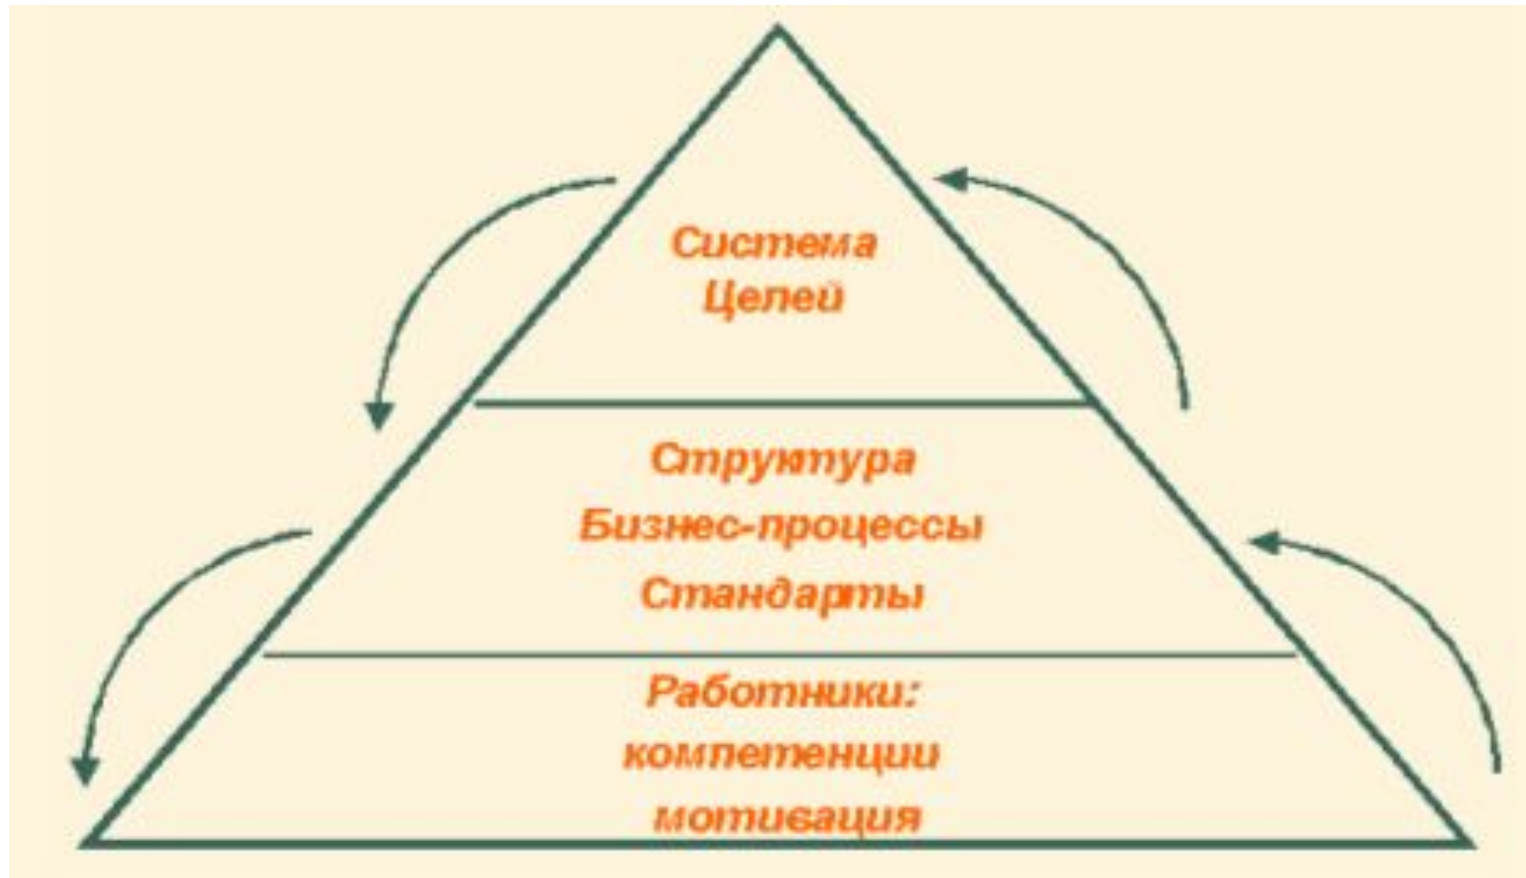 Система
Целей
Структура
Бизнес-процессы
Стандарты
Работники:
компетенции
мотивация